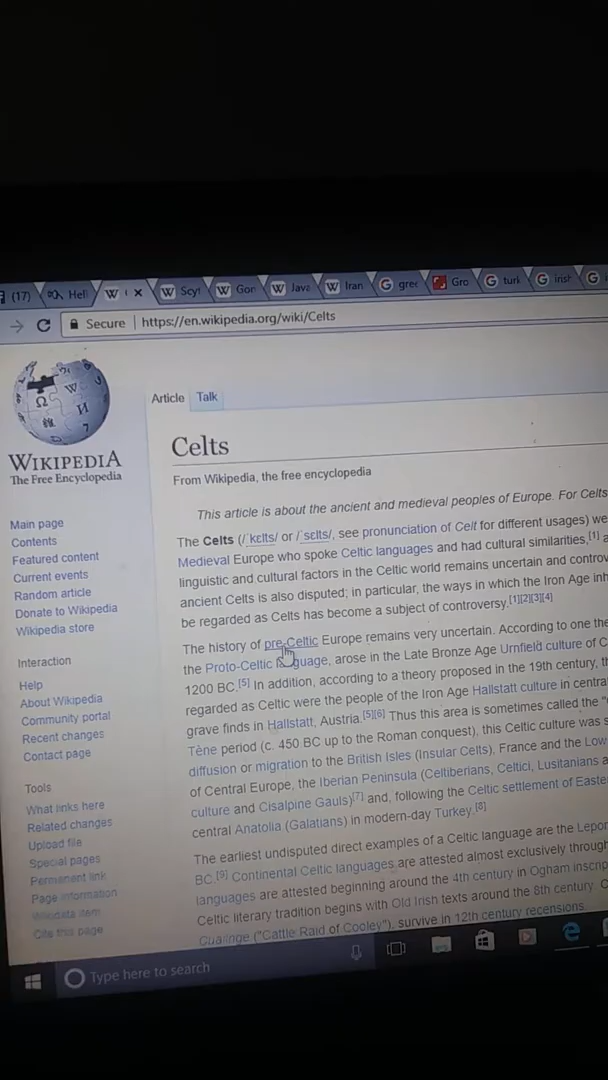 (17)
Hell
W
Scyt
Gor
Java
Iran
gree
Gro
turk
irish
Secure
https://en.wikipedia.org/wiki/Celts
WIKIPEDIA
The Free Encyclopedia
Article
Talk
Celts
From Wikipedia, the free encyclopedia
This article is about the ancient and medieval peoples of Europe. For Celts
The Celts (/ˈkɛlts/ or /ˈsɛlts/, see pronunciation of Celt for different usages) we
Medieval Europe who spoke Celtic languages and had cultural similarities,[1] a
linguistic and cultural factors in the Celtic world remains uncertain and controv
ancient Celts is also disputed; in particular, the ways in which the Iron Age inh
be regarded as Celts has become a subject of controversy.[1][2][3][4]
The history of pre-Celtic Europe remains very uncertain. According to one the
the Proto-Celtic language, arose in the Late Bronze Age Urnfield culture of C
1200 BC.[5] In addition, according to a theory proposed in the 19th century, th
regarded as Celtic were the people of the Iron Age Hallstatt culture in centra
grave finds in Hallstatt, Austria.[5][6] Thus this area is sometimes called the "
Tène period (c. 450 BC up to the Roman conquest), this Celtic culture was s
diffusion or migration to the British Isles (Insular Celts), France and the Low
of Central Europe, the Iberian Peninsula (Celtiberians, Celtici, Lusitanians a
culture and Cisalpine Gauls)[7] and, following the Celtic settlement of Easte
central Anatolia (Galatians) in modern-day Turkey.[8]
The earliest undisputed direct examples of a Celtic language are the Lepor
BC.[9] Continental Celtic languages are attested almost exclusively through
languages are attested beginning around the 4th century in Ogham inscrip
Celtic literary tradition begins with Old Irish texts around the 8th century. C
Cuailnge ("Cattle Raid of Cooley"), survive in 12th century recensions.
Main page
Contents
Featured content
Current events
Random article
Donate to Wikipedia
Wikipedia store
Interaction
Help
About Wikipedia
Community portal
Recent changes
Contact page
Tools
What links here
Related changes
Upload file
Special pages
Permanent link
Page information
Wikidata item
Cite this page
Type here to search